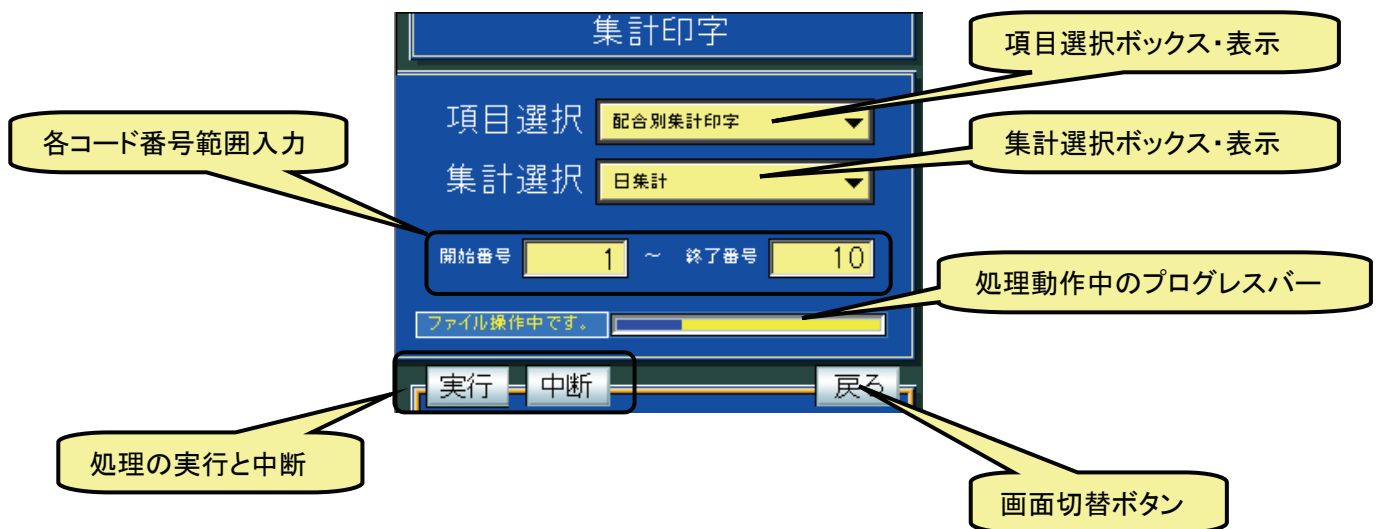 集計印字
項目選択ボックス・表示
項目選択 配合別集計印字
各コード番号範囲入力
集計選択ボックス・表示
集計選択 日集計
開始番号 1 ～ 終了番号 10
処理動作中のプログレスバー
ファイル操作中です。
実行 中断 戻る
処理の実行と中断
画面切替ボタン